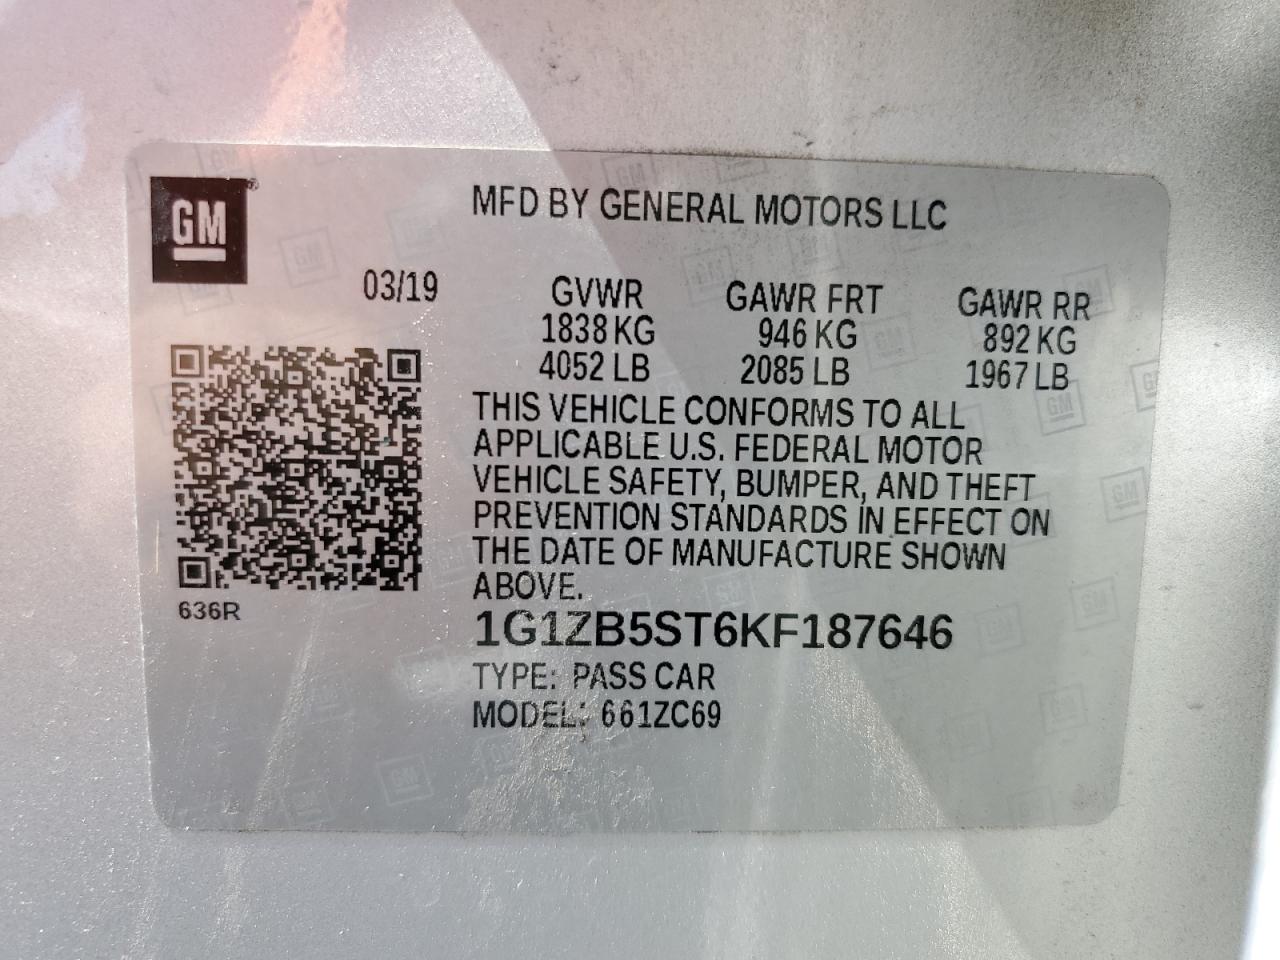 GM
MFD BY GENERAL MOTORS LLC
03/19
GVWR GAWR FRT GAWR RR
1838 KG 946 KG 892 KG
4052 LB 2085 LB 1967 LB
THIS VEHICLE CONFORMS TO ALL
APPLICABLE U.S. FEDERAL MOTOR
VEHICLE SAFETY, BUMPER, AND THEFT
PREVENTION STANDARDS IN EFFECT ON
THE DATE OF MANUFACTURE SHOWN
ABOVE.
636R
1G1ZB5ST6KF187646
TYPE: PASS CAR
MODEL: 661ZC69